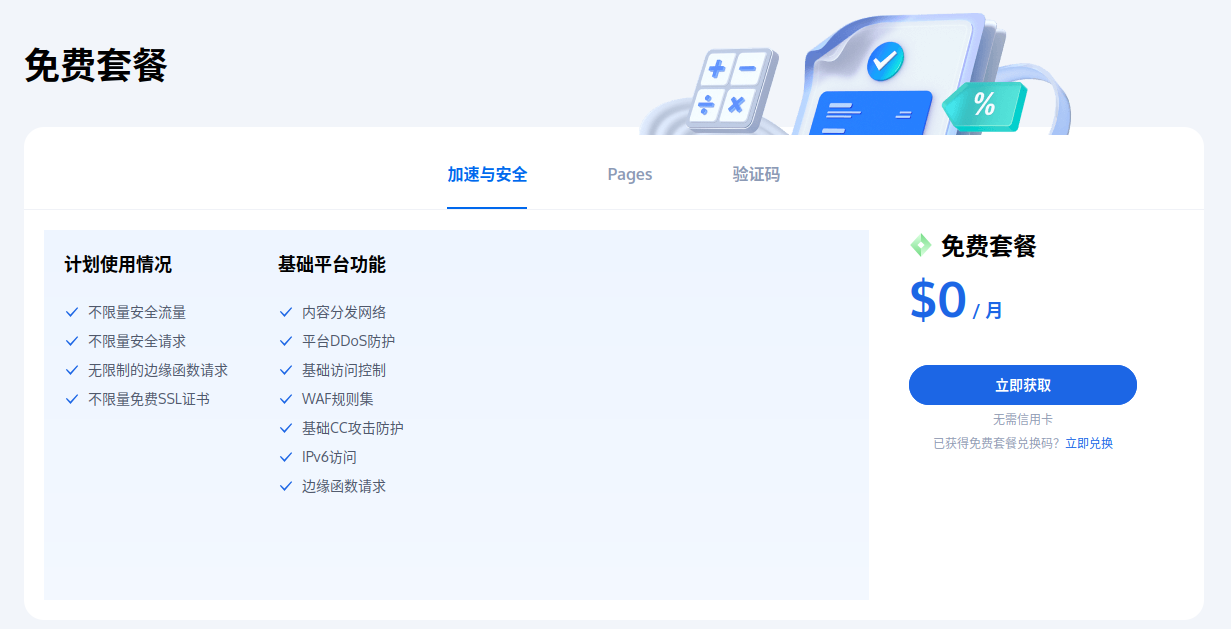 免费套餐
%
加速与安全
Pages
验证码
计划使用情况
不限量安全流量
不限量安全请求
无限制的边缘函数请求
不限量免费SSL证书
基础平台功能
内容分发网络
平台DDoS防护
基础访问控制
WAF规则集
基础CC攻击防护
IPv6访问
边缘函数请求
免费套餐
$0 / 月
立即获取
无需信用卡
已获得免费套餐兑换码? 立即兑换